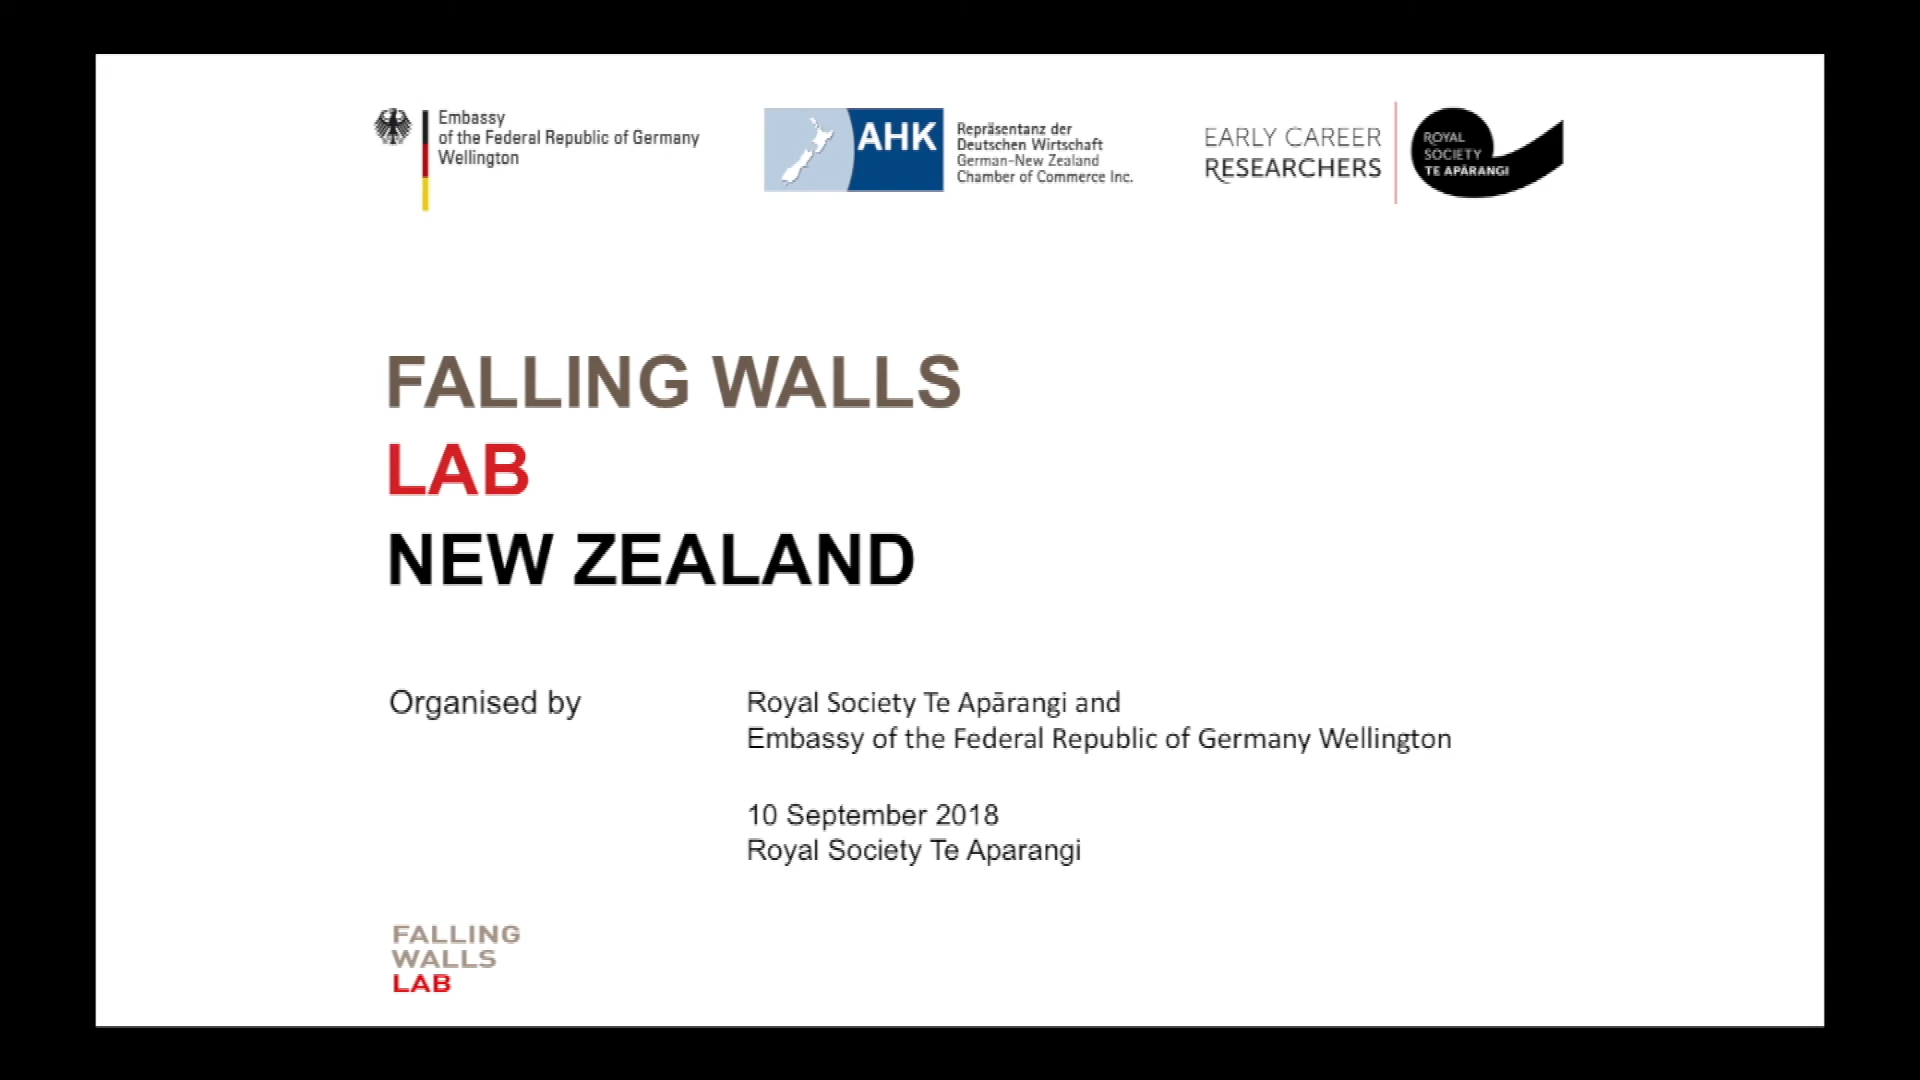 Embassy
of the Federal Republic of Germany
Wellington
AHK
Repräsentanz der
Deutschen Wirtschaft
German-New Zealand
Chamber of Commerce Inc.
EARLY CAREER
RESEARCHERS
ROYAL
SOCIETY
TE APĀRANGI
FALLING WALLS
LAB
NEW ZEALAND
Organised by
Royal Society Te Apārangi and
Embassy of the Federal Republic of Germany Wellington
10 September 2018
Royal Society Te Aparangi
FALLING
WALLS
LAB